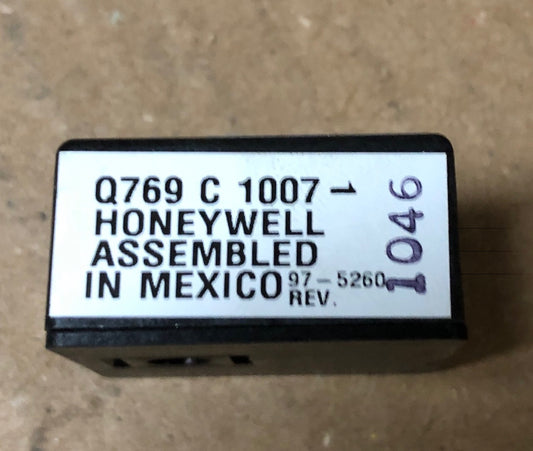 Q769 C 1007-1
HONEYWELL
ASSEMBLED
IN MEXICO
97-5260
REV.
1046